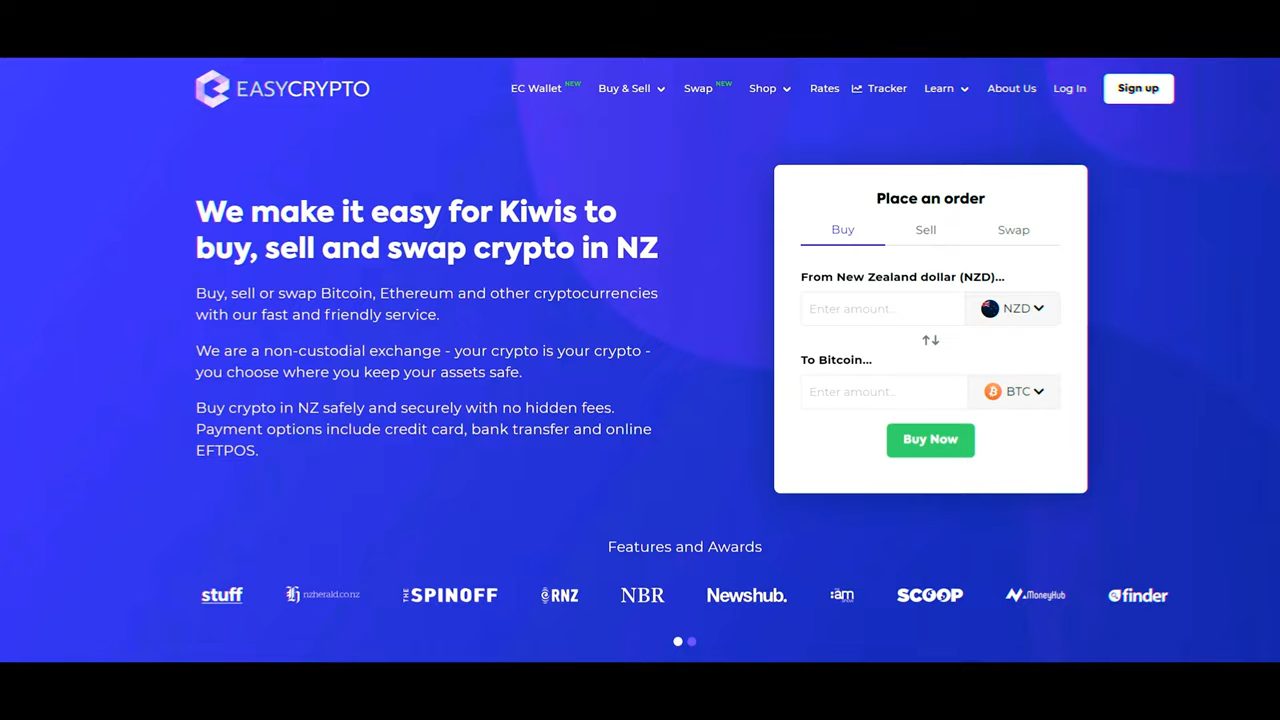 EASYCRYPTO
EC Wallet NEW Buy & Sell Swap NEW Shop Rates Tracker Learn About Us Log In Sign up
We make it easy for Kiwis to
buy, sell and swap crypto in NZ
Buy, sell or swap Bitcoin, Ethereum and other cryptocurrencies
with our fast and friendly service.
We are a non-custodial exchange - your crypto is your crypto -
you choose where you keep your assets safe.
Buy crypto in NZ safely and securely with no hidden fees.
Payment options include credit card, bank transfer and online
EFTPOS.
Place an order
Buy Sell Swap
From New Zealand dollar (NZD)...
Enter amount... NZD
To Bitcoin...
Enter amount... BTC
Buy Now
Features and Awards
stuff nzherald.co.nz THE SPINOFF RNZ NBR Newshub. :am SCOOP MoneyHub finder